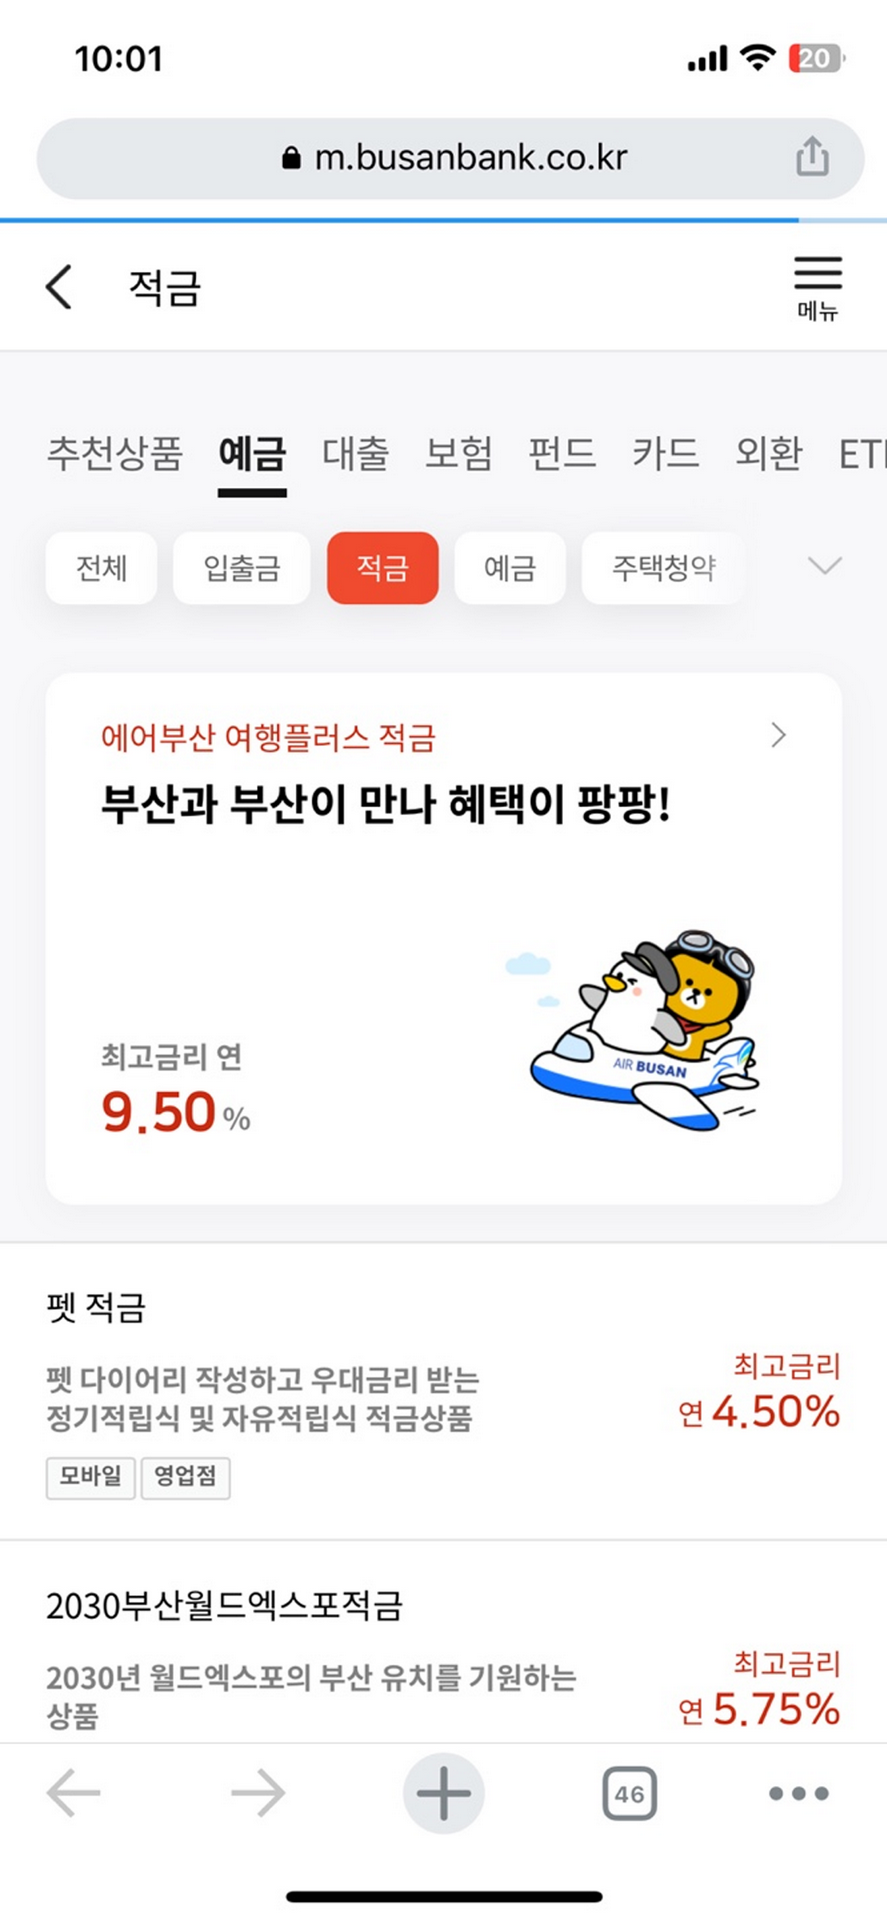 10:01
20
m.busanbank.co.kr
적금
메뉴
추천상품 예금 대출 보험 펀드 카드 외환
전체 입출금 적금 예금 주택청약
에어부산 여행플러스 적금
부산과 부산이 만나 혜택이 팡팡!
AIR BUSAN
최고금리 연
9.50 %
펫 적금
펫 다이어리 작성하고 우대금리 받는
정기적립식 및 자유적립식 적금상품
최고금리
연 4.50%
모바일 영업점
2030부산월드엑스포적금
2030년 월드엑스포의 부산 유치를 기원하는
상품
최고금리
연 5.75%
46